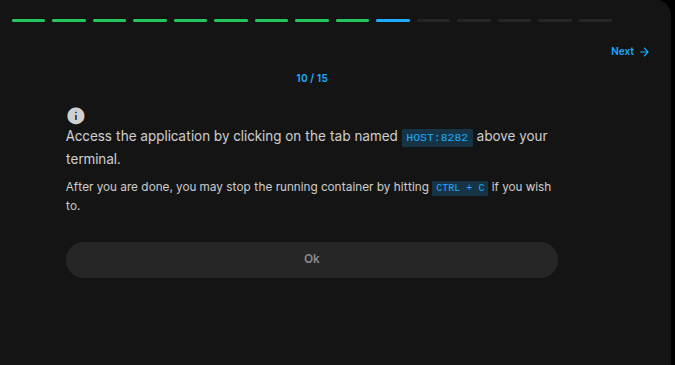 Next →
10 / 15
Access the application by clicking on the tab named HOST:8282 above your
terminal.
After you are done, you may stop the running container by hitting CTRL + C if you wish
to.
Ok